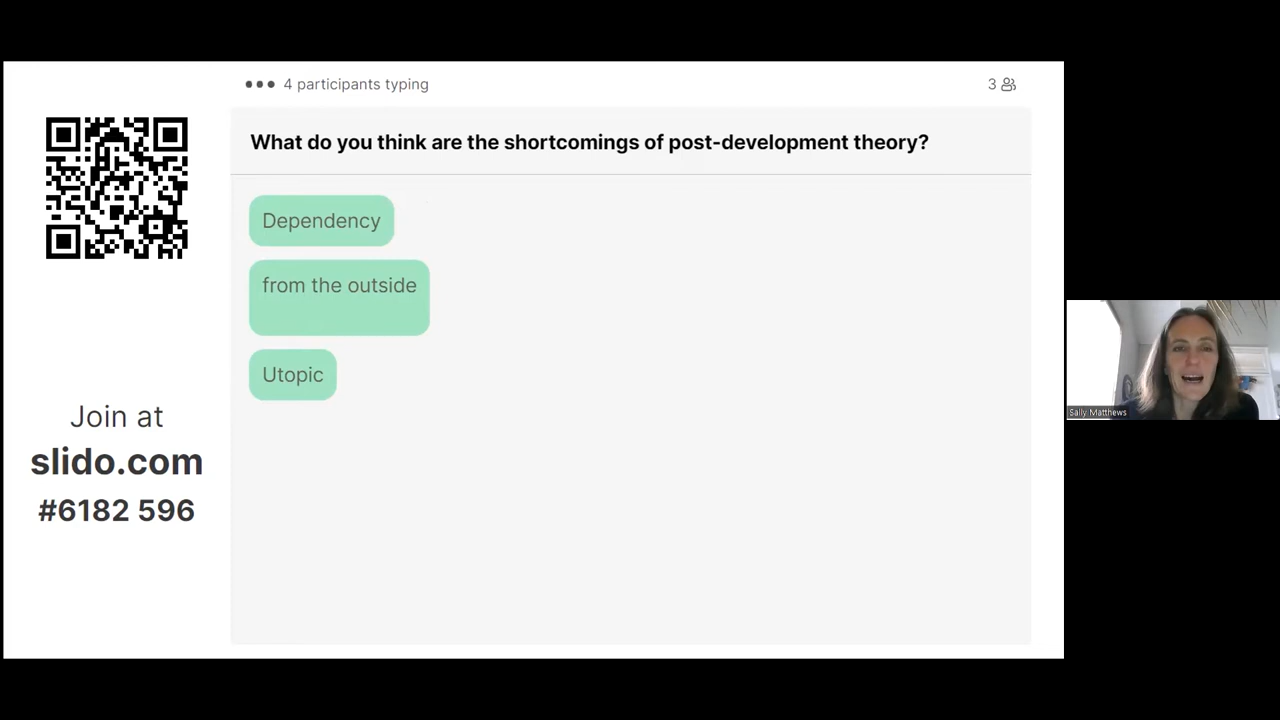 4 participants typing
3
What do you think are the shortcomings of post-development theory?
Dependency
from the outside
Utopic
Join at
slido.com
#6182 596
Sally Matthews